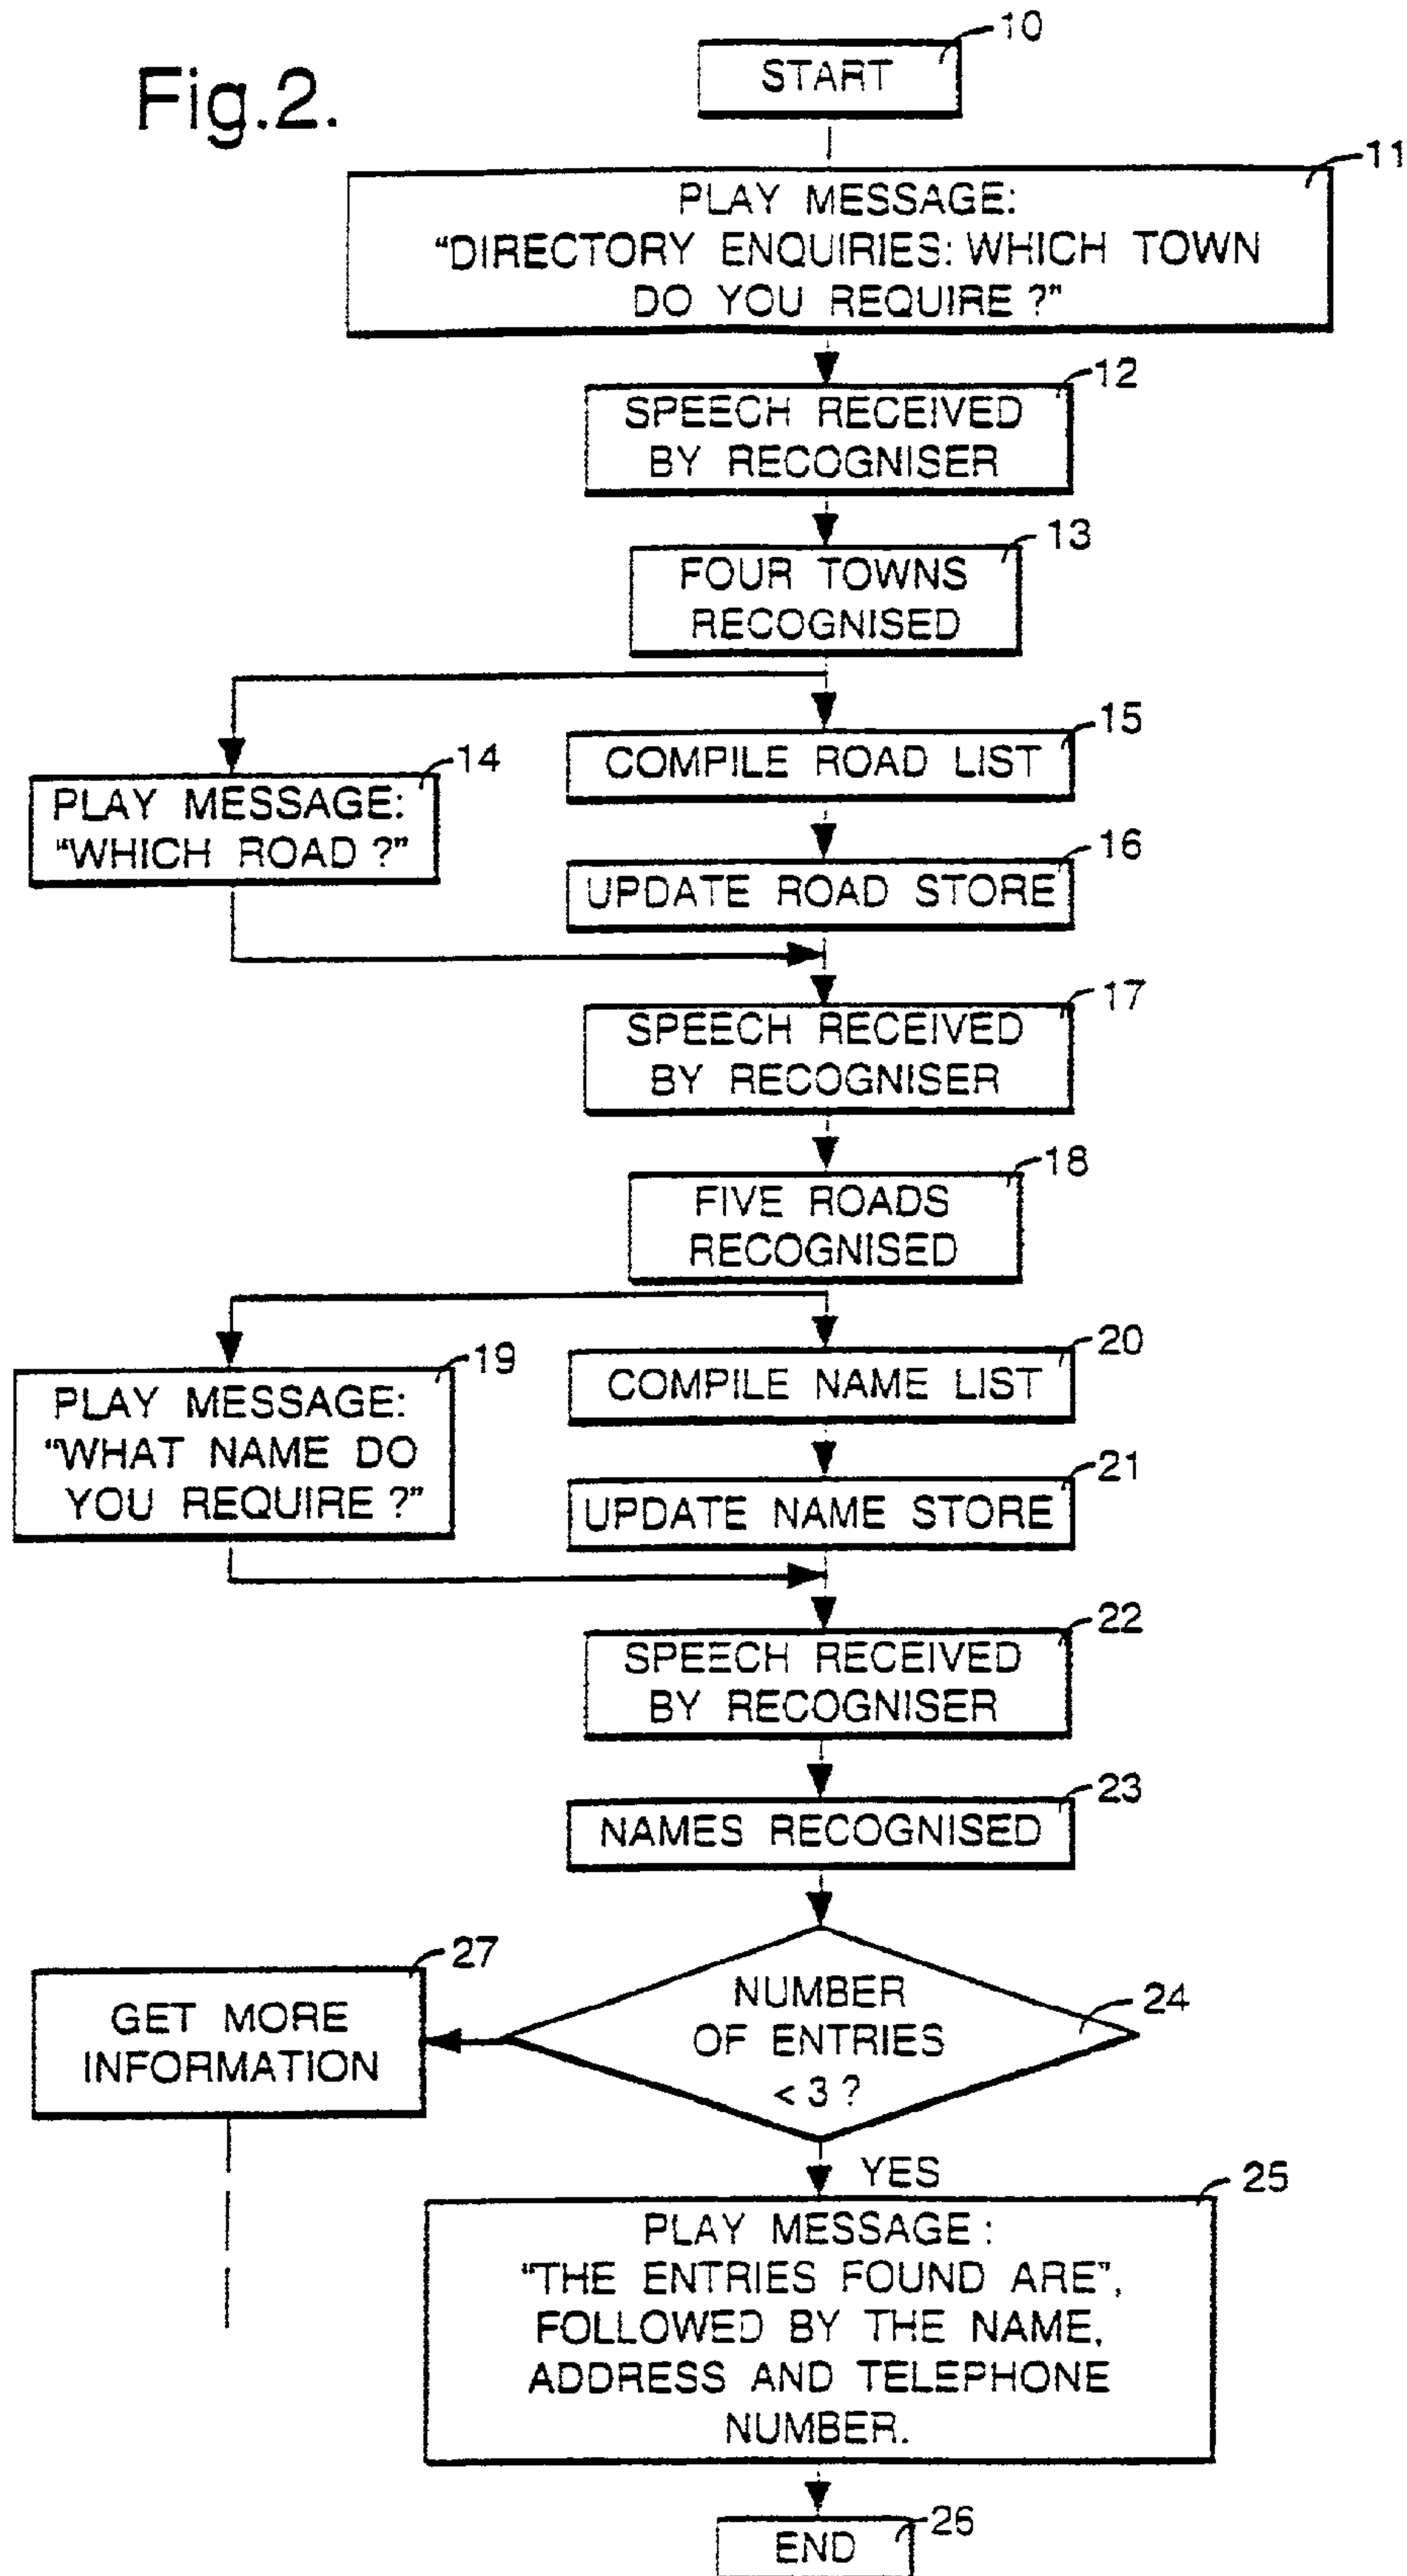 Fig.2.
10
START
11
PLAY MESSAGE:
"DIRECTORY ENQUIRIES: WHICH TOWN
DO YOU REQUIRE ?"
12
SPEECH RECEIVED
BY RECOGNISER
13
FOUR TOWNS
RECOGNISED
14
PLAY MESSAGE:
"WHICH ROAD ?"
15
COMPILE ROAD LIST
16
UPDATE ROAD STORE
17
SPEECH RECEIVED
BY RECOGNISER
18
FIVE ROADS
RECOGNISED
19
PLAY MESSAGE:
"WHAT NAME DO
YOU REQUIRE ?"
20
COMPILE NAME LIST
21
UPDATE NAME STORE
22
SPEECH RECEIVED
BY RECOGNISER
23
NAMES RECOGNISED
24
NUMBER
OF ENTRIES
< 3 ?
27
GET MORE
INFORMATION
YES
25
PLAY MESSAGE :
"THE ENTRIES FOUND ARE",
FOLLOWED BY THE NAME,
ADDRESS AND TELEPHONE
NUMBER.
26
END